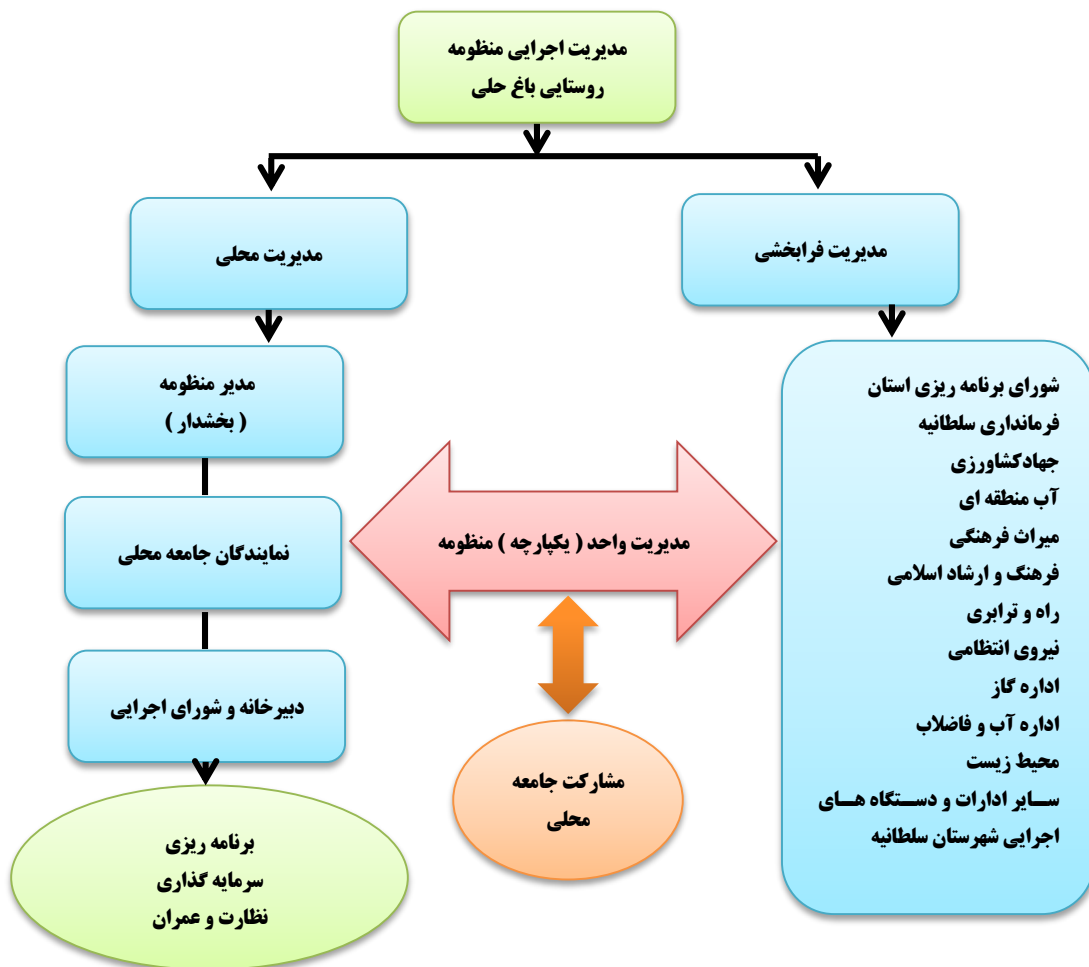 مدیریت اجرایی منظومه
روستایی باغ حلی
مدیریت فرابخشی
مدیریت محلی
شورای برنامه ریزی استان
فرمانداری سلطانیه
جهادکشاورزی
آب منطقه ای
میراث فرهنگی
فرهنگ و ارشاد اسلامی
راه و ترابری
نیروی انتظامی
اداره گاز
اداره آب و فاضلاب
محیط زیست
ســایر ادارات و دســتگاه هــای
اجرایی شهرستان سلطانیه
مدیریت واحد ( یکپارچه ) منظومه
مشارکت جامعه
محلی
مدیر منظومه
( بخشدار )
نمایندگان جامعه محلی
دبیرخانه و شورای اجرایی
برنامه ریزی
سرمایه گذاری
نظارت و عمران